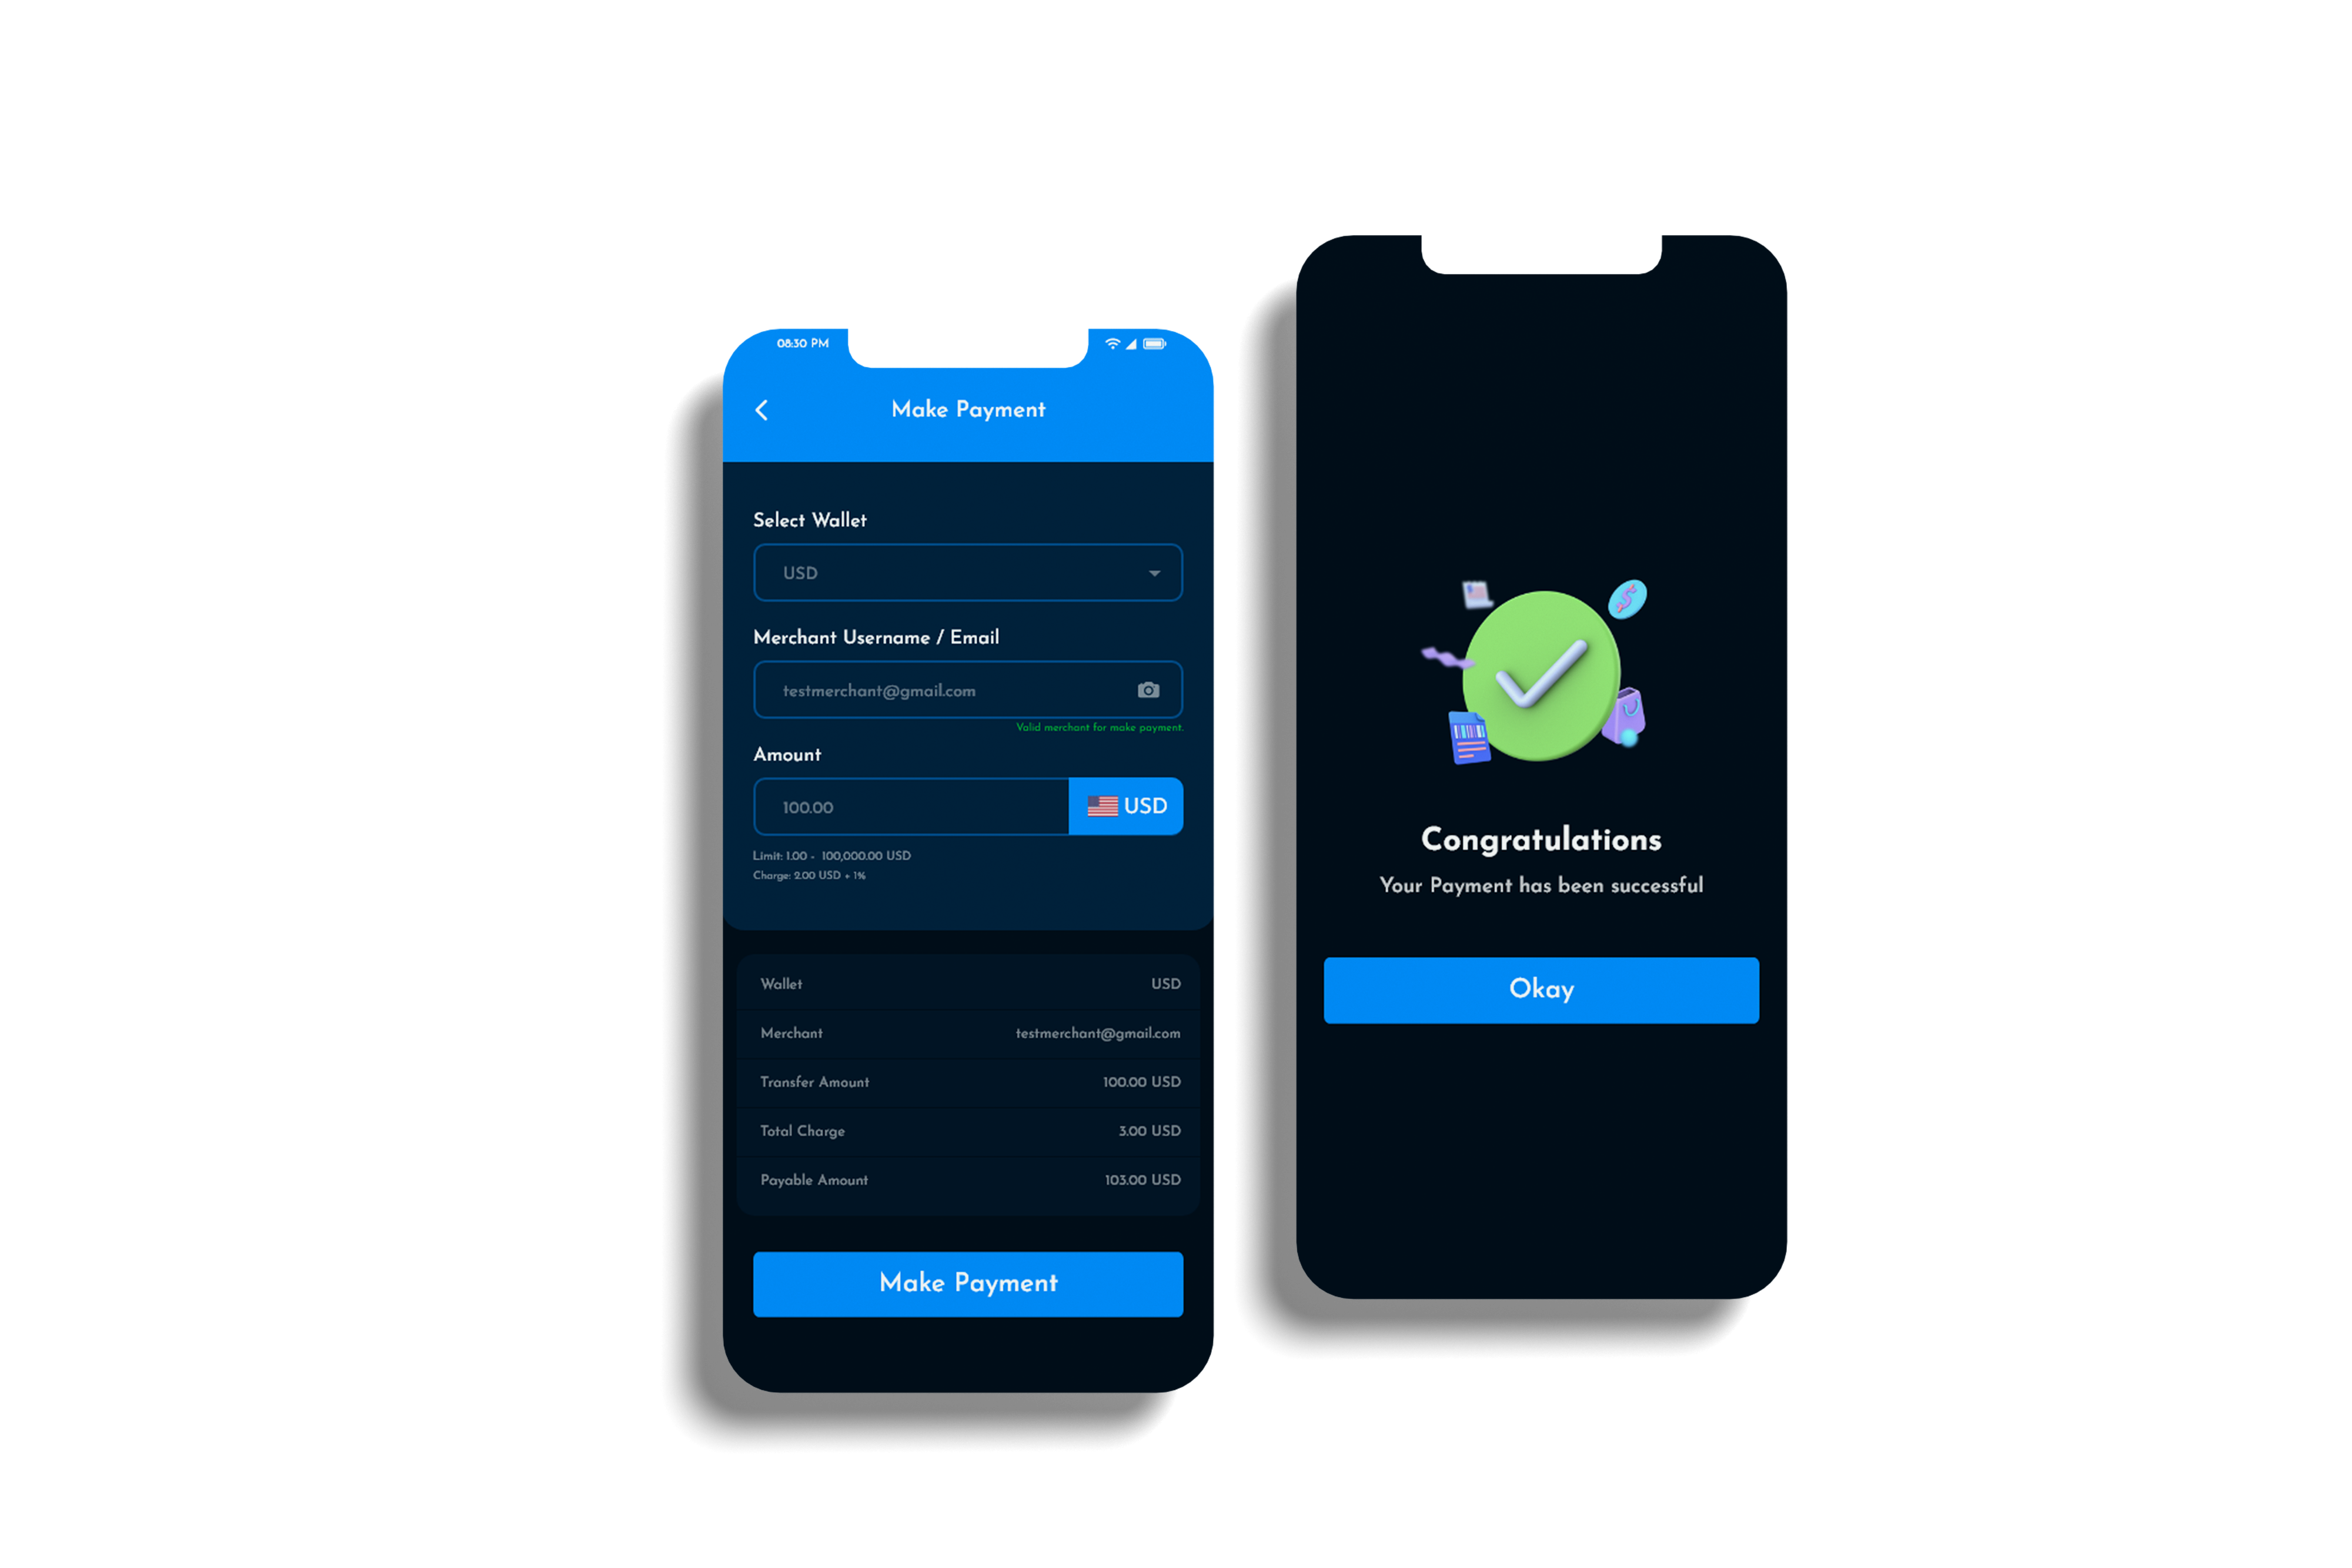 08:30 PM
Make Payment
Select Wallet
USD
Merchant Username / Email
testmerchant@gmail.com
Valid merchant for make payment.
Amount
100.00
USD
Limit: 1.00 - 100,000.00 USD
Charge: 2.00 USD + 1%
Wallet USD
Merchant testmerchant@gmail.com
Transfer Amount 100.00 USD
Total Charge 3.00 USD
Payable Amount 103.00 USD
Make Payment
$
Congratulations
Your Payment has been successful
Okay